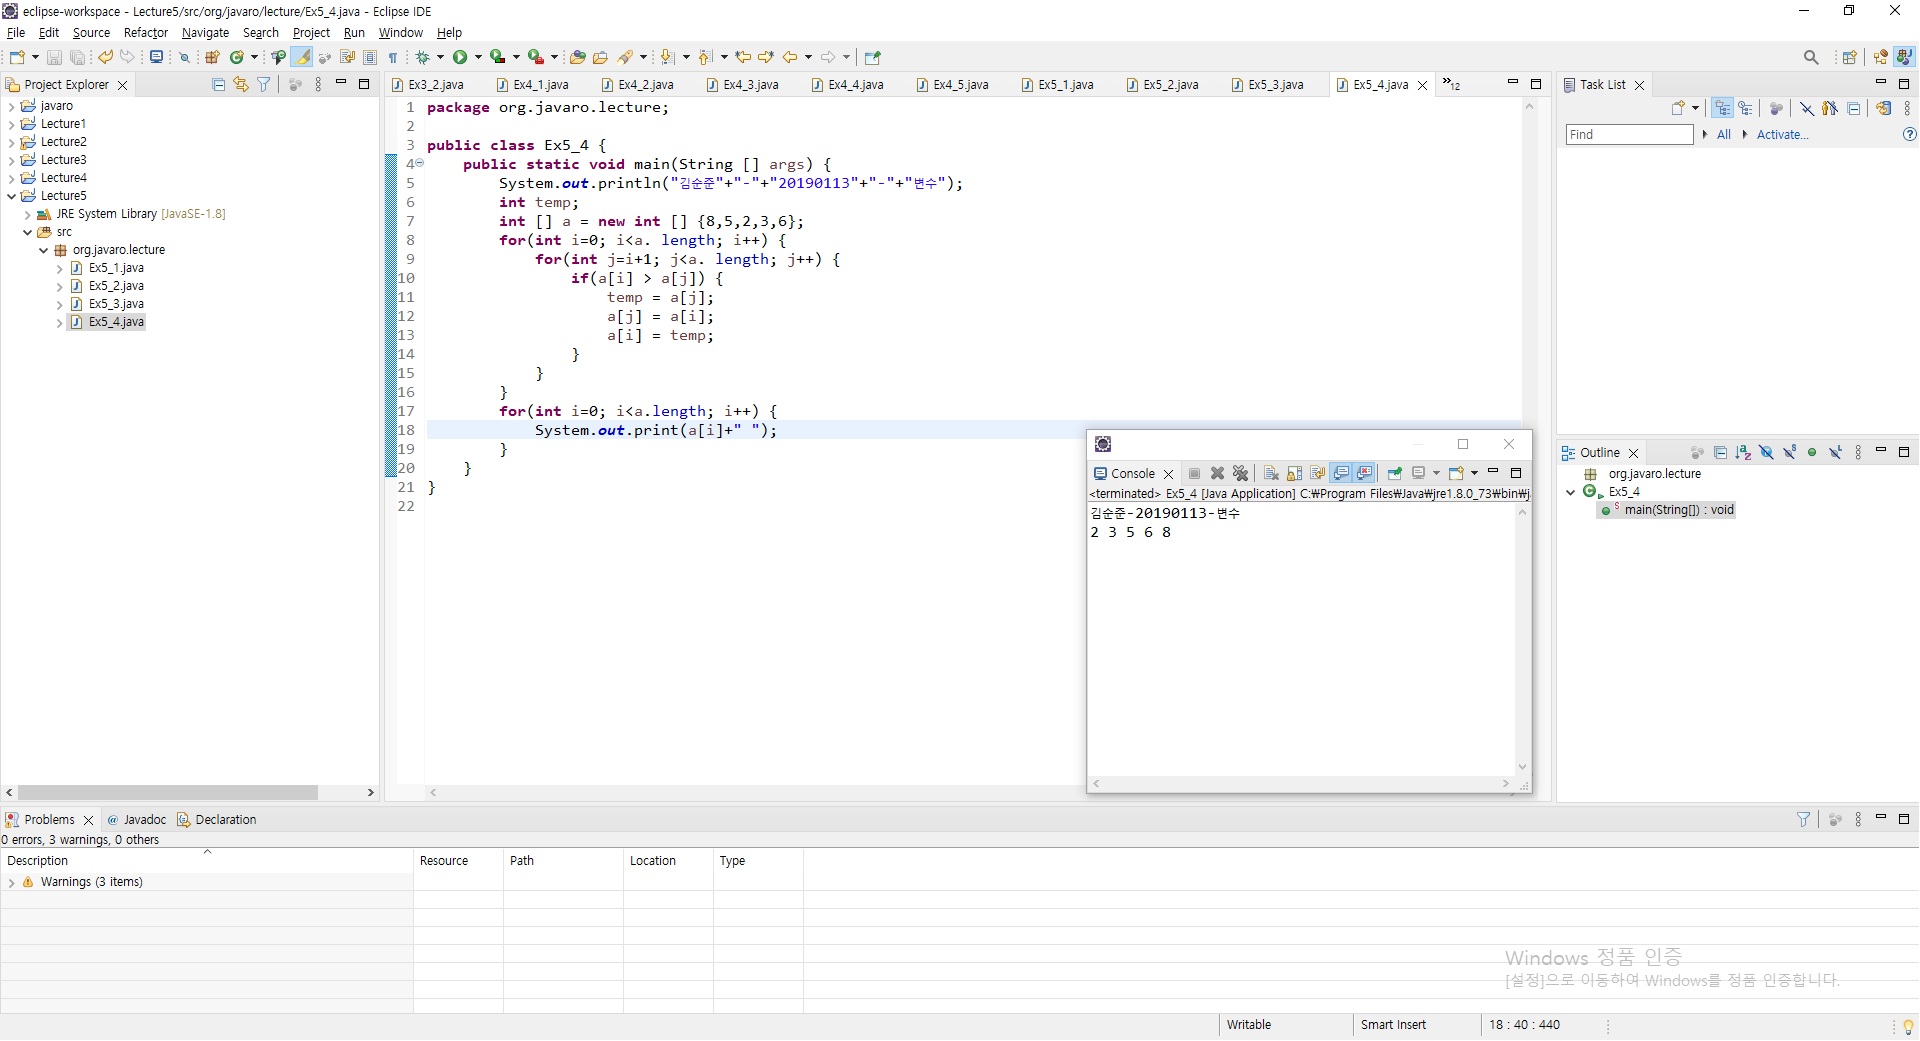 eclipse-workspace - Lecture5/src/org/javaro/lecture/Ex5_4.java - Eclipse IDE
File Edit Source Refactor Navigate Search Project Run Window Help
Project Explorer
javaro
Lecture1
Lecture2
Lecture3
Lecture4
Lecture5
JRE System Library [JavaSE-1.8]
src
org.javaro.lecture
Ex5_1.java
Ex5_2.java
Ex5_3.java
Ex5_4.java
Ex3_2.java Ex4_1.java Ex4_2.java Ex4_3.java Ex4_4.java Ex4_5.java Ex5_1.java Ex5_2.java Ex5_3.java Ex5_4.java »12
1 package org.javaro.lecture;
2
3 public class Ex5_4 {
4 public static void main(String [] args) {
5 System.out.println("김순준"+"-"+"20190113"+"-"+"변수");
6 int temp;
7 int [] a = new int [] {8,5,2,3,6};
8 for(int i=0; i<a. length; i++) {
9 for(int j=i+1; j<a. length; j++) {
10 if(a[i] > a[j]) {
11 temp = a[j];
12 a[j] = a[i];
13 a[i] = temp;
14 }
15 }
16 }
17 for(int i=0; i<a.length; i++) {
18 System.out.print(a[i]+" ");
19 }
20 }
21 }
22
Console
<terminated> Ex5_4 [Java Application] C:₩Program Files₩Java₩jre1.8.0_73₩bin₩j
김순준-20190113-변수
2 3 5 6 8
Task List
Find All Activate...
Outline
org.javaro.lecture
Ex5_4
main(String[]) : void
Problems @ Javadoc Declaration
0 errors, 3 warnings, 0 others
Description Resource Path Location Type
Warnings (3 items)
Windows 정품 인증
[설정]으로 이동하여 Windows를 정품 인증합니다.
Writable Smart Insert 18 : 40 : 440